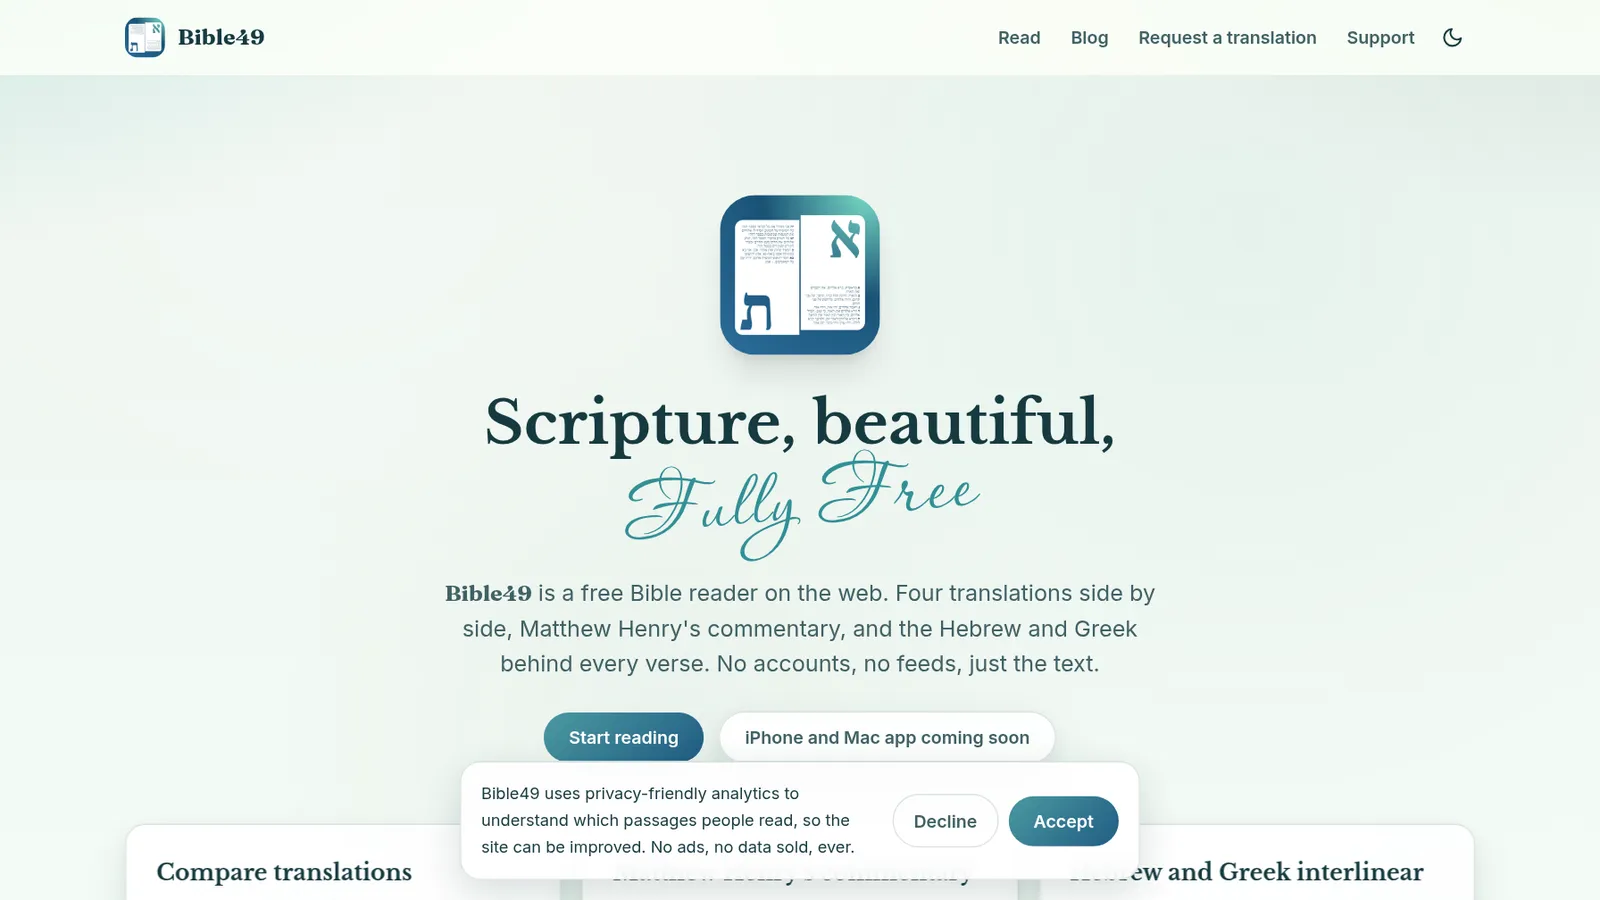 Bible49
Read
Blog
Request a translation
Support
א
ת
Scripture, beautiful,
Fully Free
Bible49 is a free Bible reader on the web. Four translations side by
side, Matthew Henry's commentary, and the Hebrew and Greek
behind every verse. No accounts, no feeds, just the text.
Start reading
iPhone and Mac app coming soon
Bible49 uses privacy-friendly analytics to
understand which passages people read, so the
site can be improved. No ads, no data sold, ever.
Decline
Accept
Compare translations
Matthew Henry's commentary
Hebrew and Greek interlinear